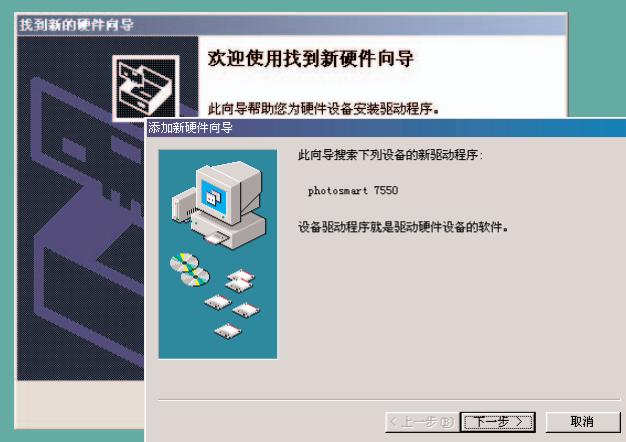 找到新的硬件向导
欢迎使用找到新硬件向导
此向导帮助您为硬件设备安装驱动程序。
添加新硬件向导
此向导搜索下列设备的新驱动程序:
photosmart 7550
设备驱动程序就是驱动硬件设备的软件。
< 上一步(B)
下一步 >
取消